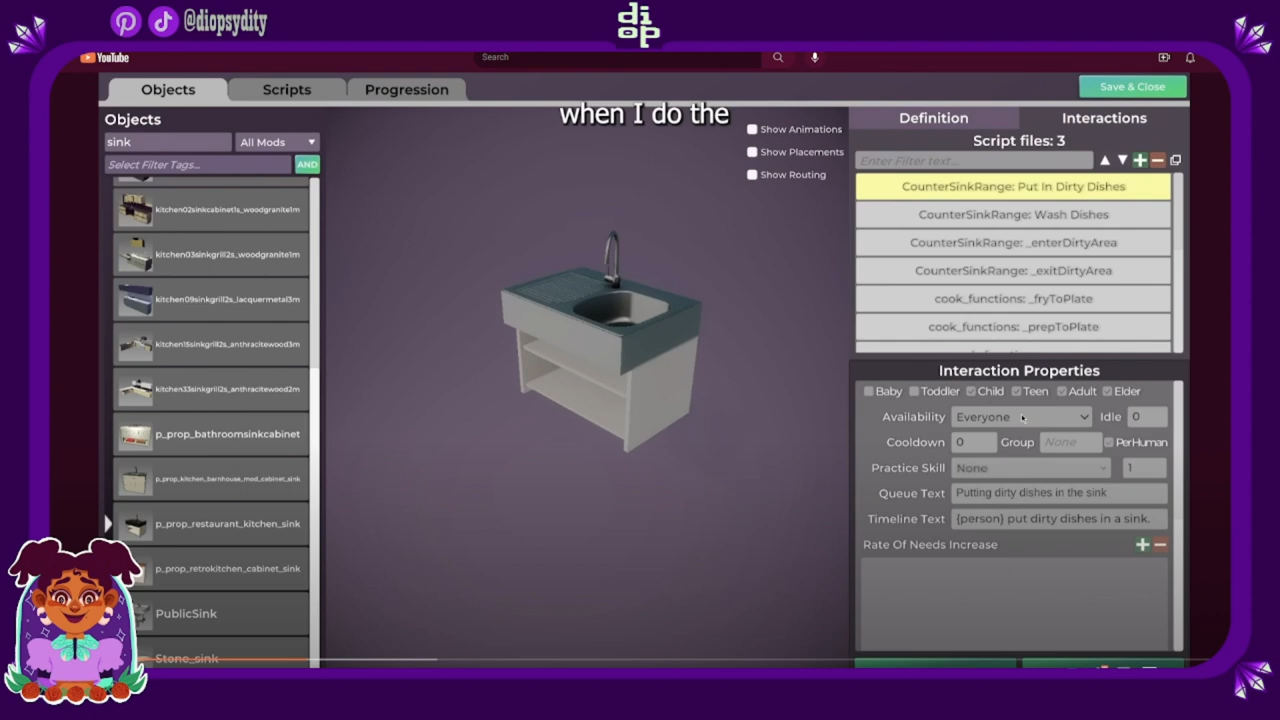 @diopsydity
di
op
YouTube
Search
Objects
Scripts
Progression
Save & Close
when I do the
Objects
sink
All Mods
Select Filter Tags...
AND
kitchen02sinkcabinet1s_woodgranite1m
kitchen03sinkgrill2s_woodgranite1m
kitchen09sinkgrill2s_lacquermetal3m
kitchen15sinkgrill2s_anthracitewood3m
kitchen33sinkgrill2s_anthracitewood2m
p_prop_bathroomsinkcabinet
p_prop_kitchen_barnhouse_mod_cabinet_sink
p_prop_restaurant_kitchen_sink
p_prop_retrokitchen_cabinet_sink
PublicSink
Stone_sink
Show Animations
Show Placements
Show Routing
Definition
Interactions
Script files: 3
Enter Filter text...
CounterSinkRange: Put In Dirty Dishes
CounterSinkRange: Wash Dishes
CounterSinkRange: _enterDirtyArea
CounterSinkRange: _exitDirtyArea
cook_functions: _fryToPlate
cook_functions: _prepToPlate
Interaction Properties
Baby Toddler Child Teen Adult Elder
Availability Everyone Idle 0
Cooldown 0 Group None PerHuman
Practice Skill None 1
Queue Text Putting dirty dishes in the sink
Timeline Text {person} put dirty dishes in a sink.
Rate Of Needs Increase